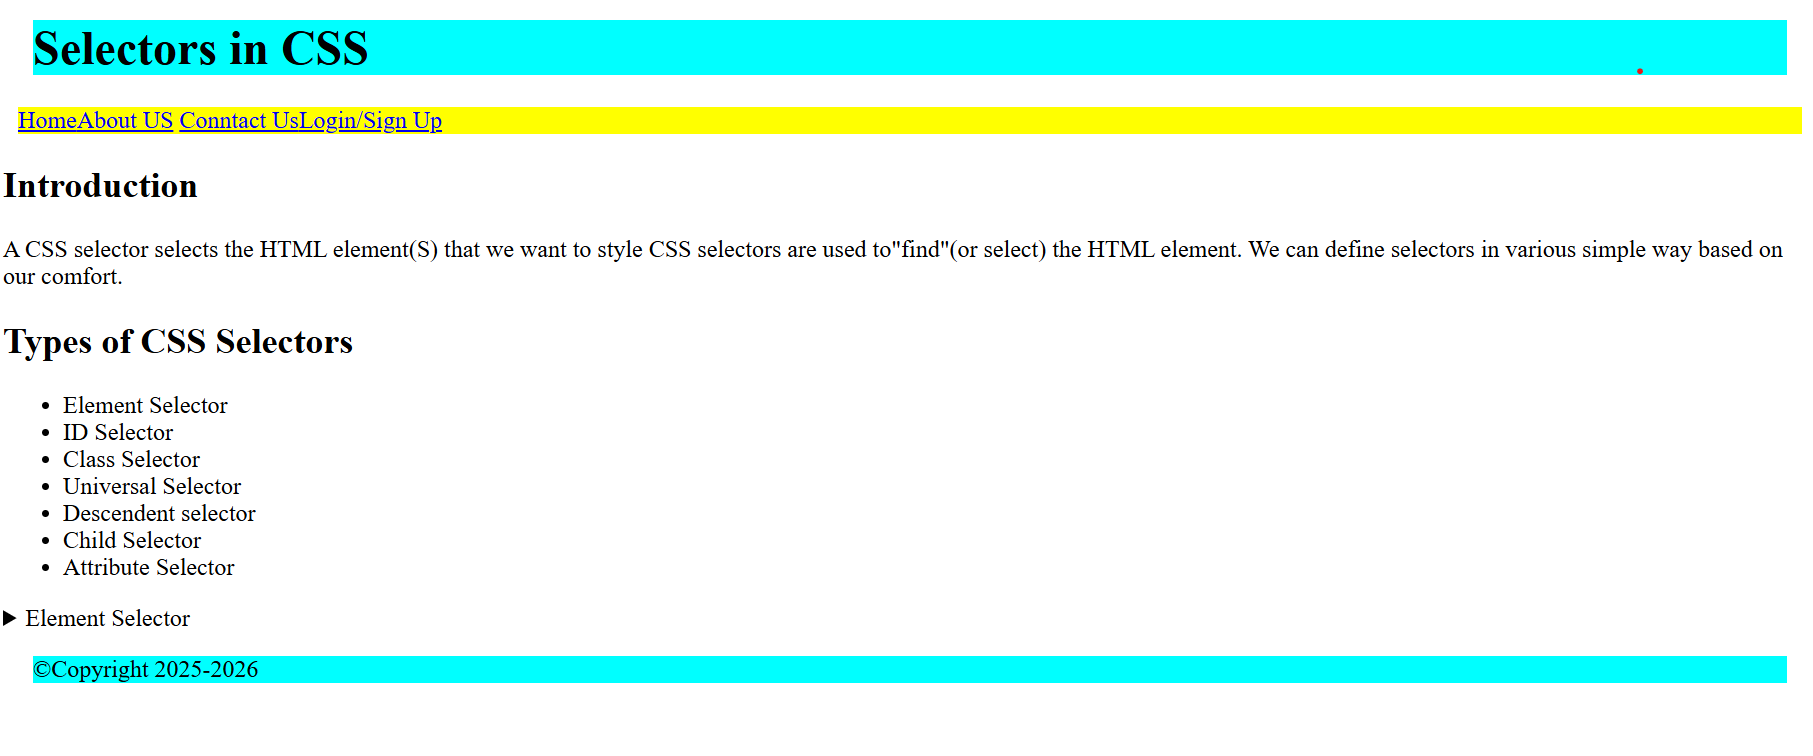 Selectors in CSS
HomeAbout US Conntact UsLogin/Sign Up
Introduction
A CSS selector selects the HTML element(S) that we want to style CSS selectors are used to"find"(or select) the HTML element. We can define selectors in various simple way based on
our comfort.
Types of CSS Selectors
• Element Selector
• ID Selector
• Class Selector
• Universal Selector
• Descendent selector
• Child Selector
• Attribute Selector
▶ Element Selector
©Copyright 2025-2026